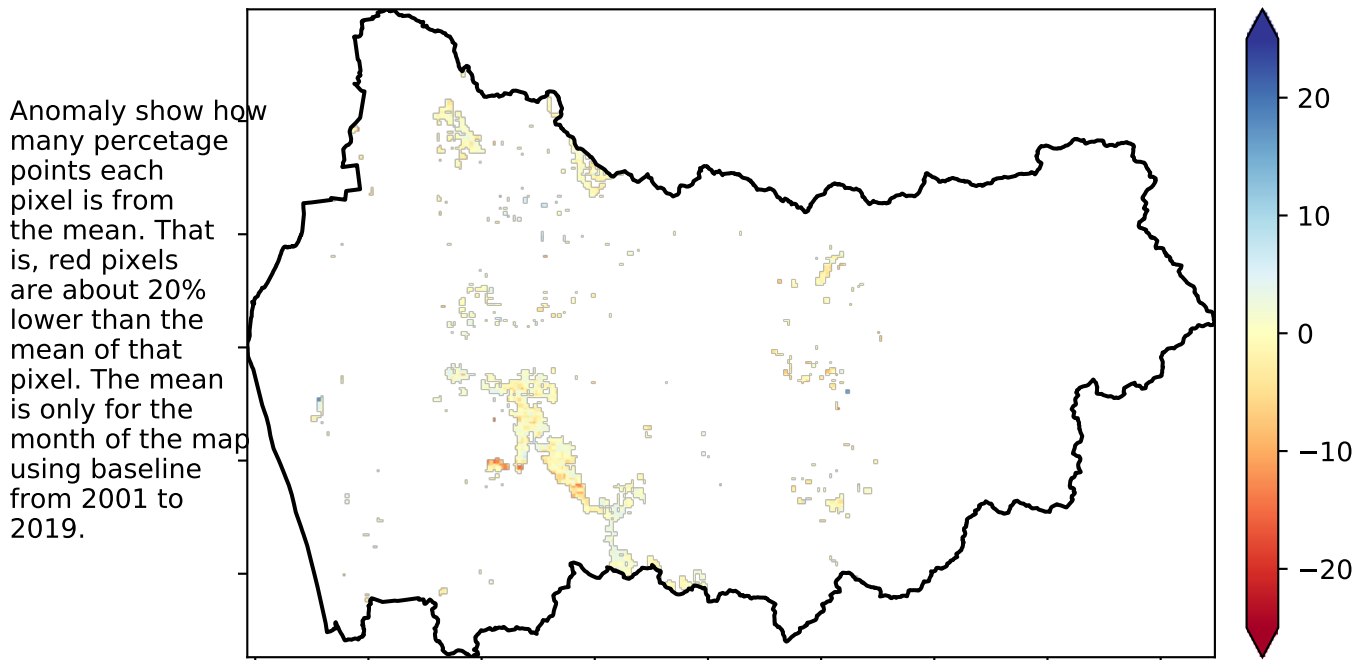 Anomaly show how
many percetage
points each
pixel is from
the mean. That
is, red pixels
are about 20%
lower than the
mean of that
pixel. The mean
is only for the
month of the map
using baseline
from 2001 to
2019.
20
10
0
−10
−20